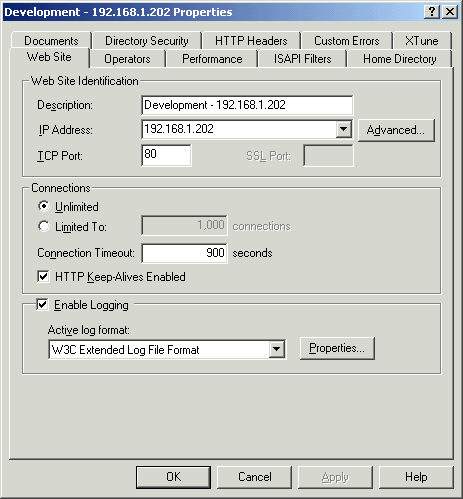 Development - 192.168.1.202 Properties
Documents Directory Security HTTP Headers Custom Errors XTune
Web Site Operators Performance ISAPI Filters Home Directory
Web Site Identification
Description: Development - 192.168.1.202
IP Address: 192.168.1.202 Advanced...
TCP Port: 80 SSL Port:
Connections
Unlimited
Limited To: 1,000 connections
Connection Timeout: 900 seconds
HTTP Keep-Alives Enabled
Enable Logging
Active log format:
W3C Extended Log File Format Properties...
OK Cancel Apply Help